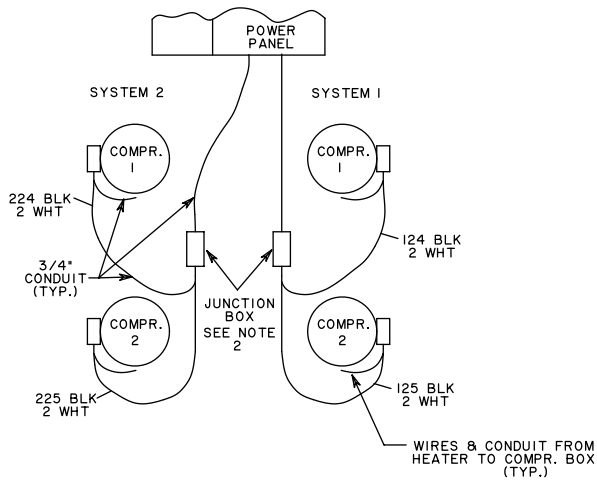 POWER
PANEL
SYSTEM 2
SYSTEM 1
COMPR.
1
COMPR.
1
224 BLK
2 WHT
124 BLK
2 WHT
3/4"
CONDUIT
(TYP.)
JUNCTION
BOX
SEE NOTE
2
COMPR.
2
COMPR.
2
225 BLK
2 WHT
125 BLK
2 WHT
WIRES & CONDUIT FROM
HEATER TO COMPR. BOX
(TYP.)